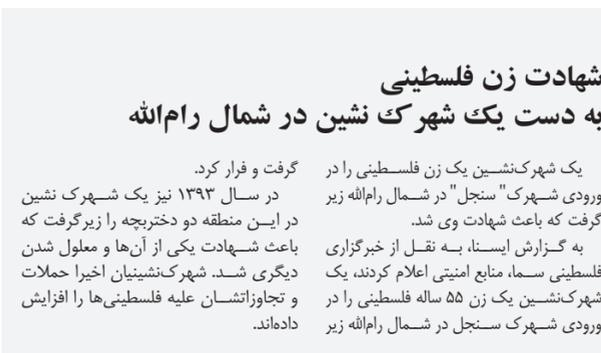 شهادت زن فلسطینی
به دست یک شهرک نشین در شمال رام‌الله
یک شهرک‌نشین یک زن فلسطینی را در
ورودی شهرک" سنجل" در شمال رام‌الله زیر
گرفت که باعث شهادت وی شد.
به گزارش ایسنا، به نقل از خبرگزاری
فلسطینی سما، منابع امنیتی اعلام کردند، یک
شهرک‌نشین یک زن ۵۵ ساله فلسطینی را در
ورودی شهرک سنجل در شمال رام‌الله زیر
گرفت و فرار کرد.
در سال ۱۳۹۳ نیز یک شهرک نشین
در این منطقه دو دختربچه را زیرگرفت که
باعث شهادت یکی از آن‌ها و معلول شدن
دیگری شد. شهرک‌نشینیان اخیرا حملات
و تجاوزاتشان علیه فلسطینی‌ها را افزایش
داده‌اند.